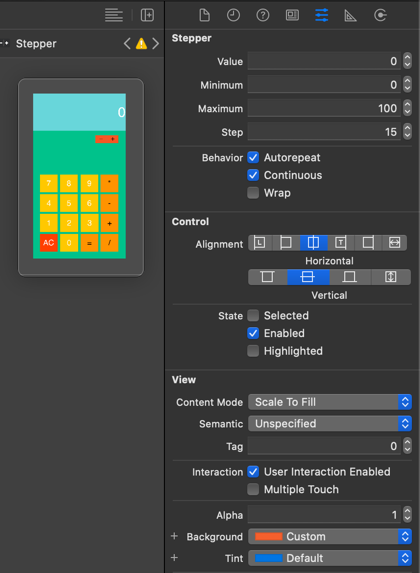 Stepper
Stepper
Value 0
Minimum 0
Maximum 100
Step 15
Behavior Autorepeat
Continuous
Wrap
Control
Alignment L T
Horizontal
Vertical
State Selected
Enabled
Highlighted
View
Content Mode Scale To Fill
Semantic Unspecified
Tag 0
Interaction User Interaction Enabled
Multiple Touch
Alpha 1
+ Background Custom
+ Tint Default
0
- +
7 8 9 *
4 5 6 -
1 2 3 +
AC 0 = /